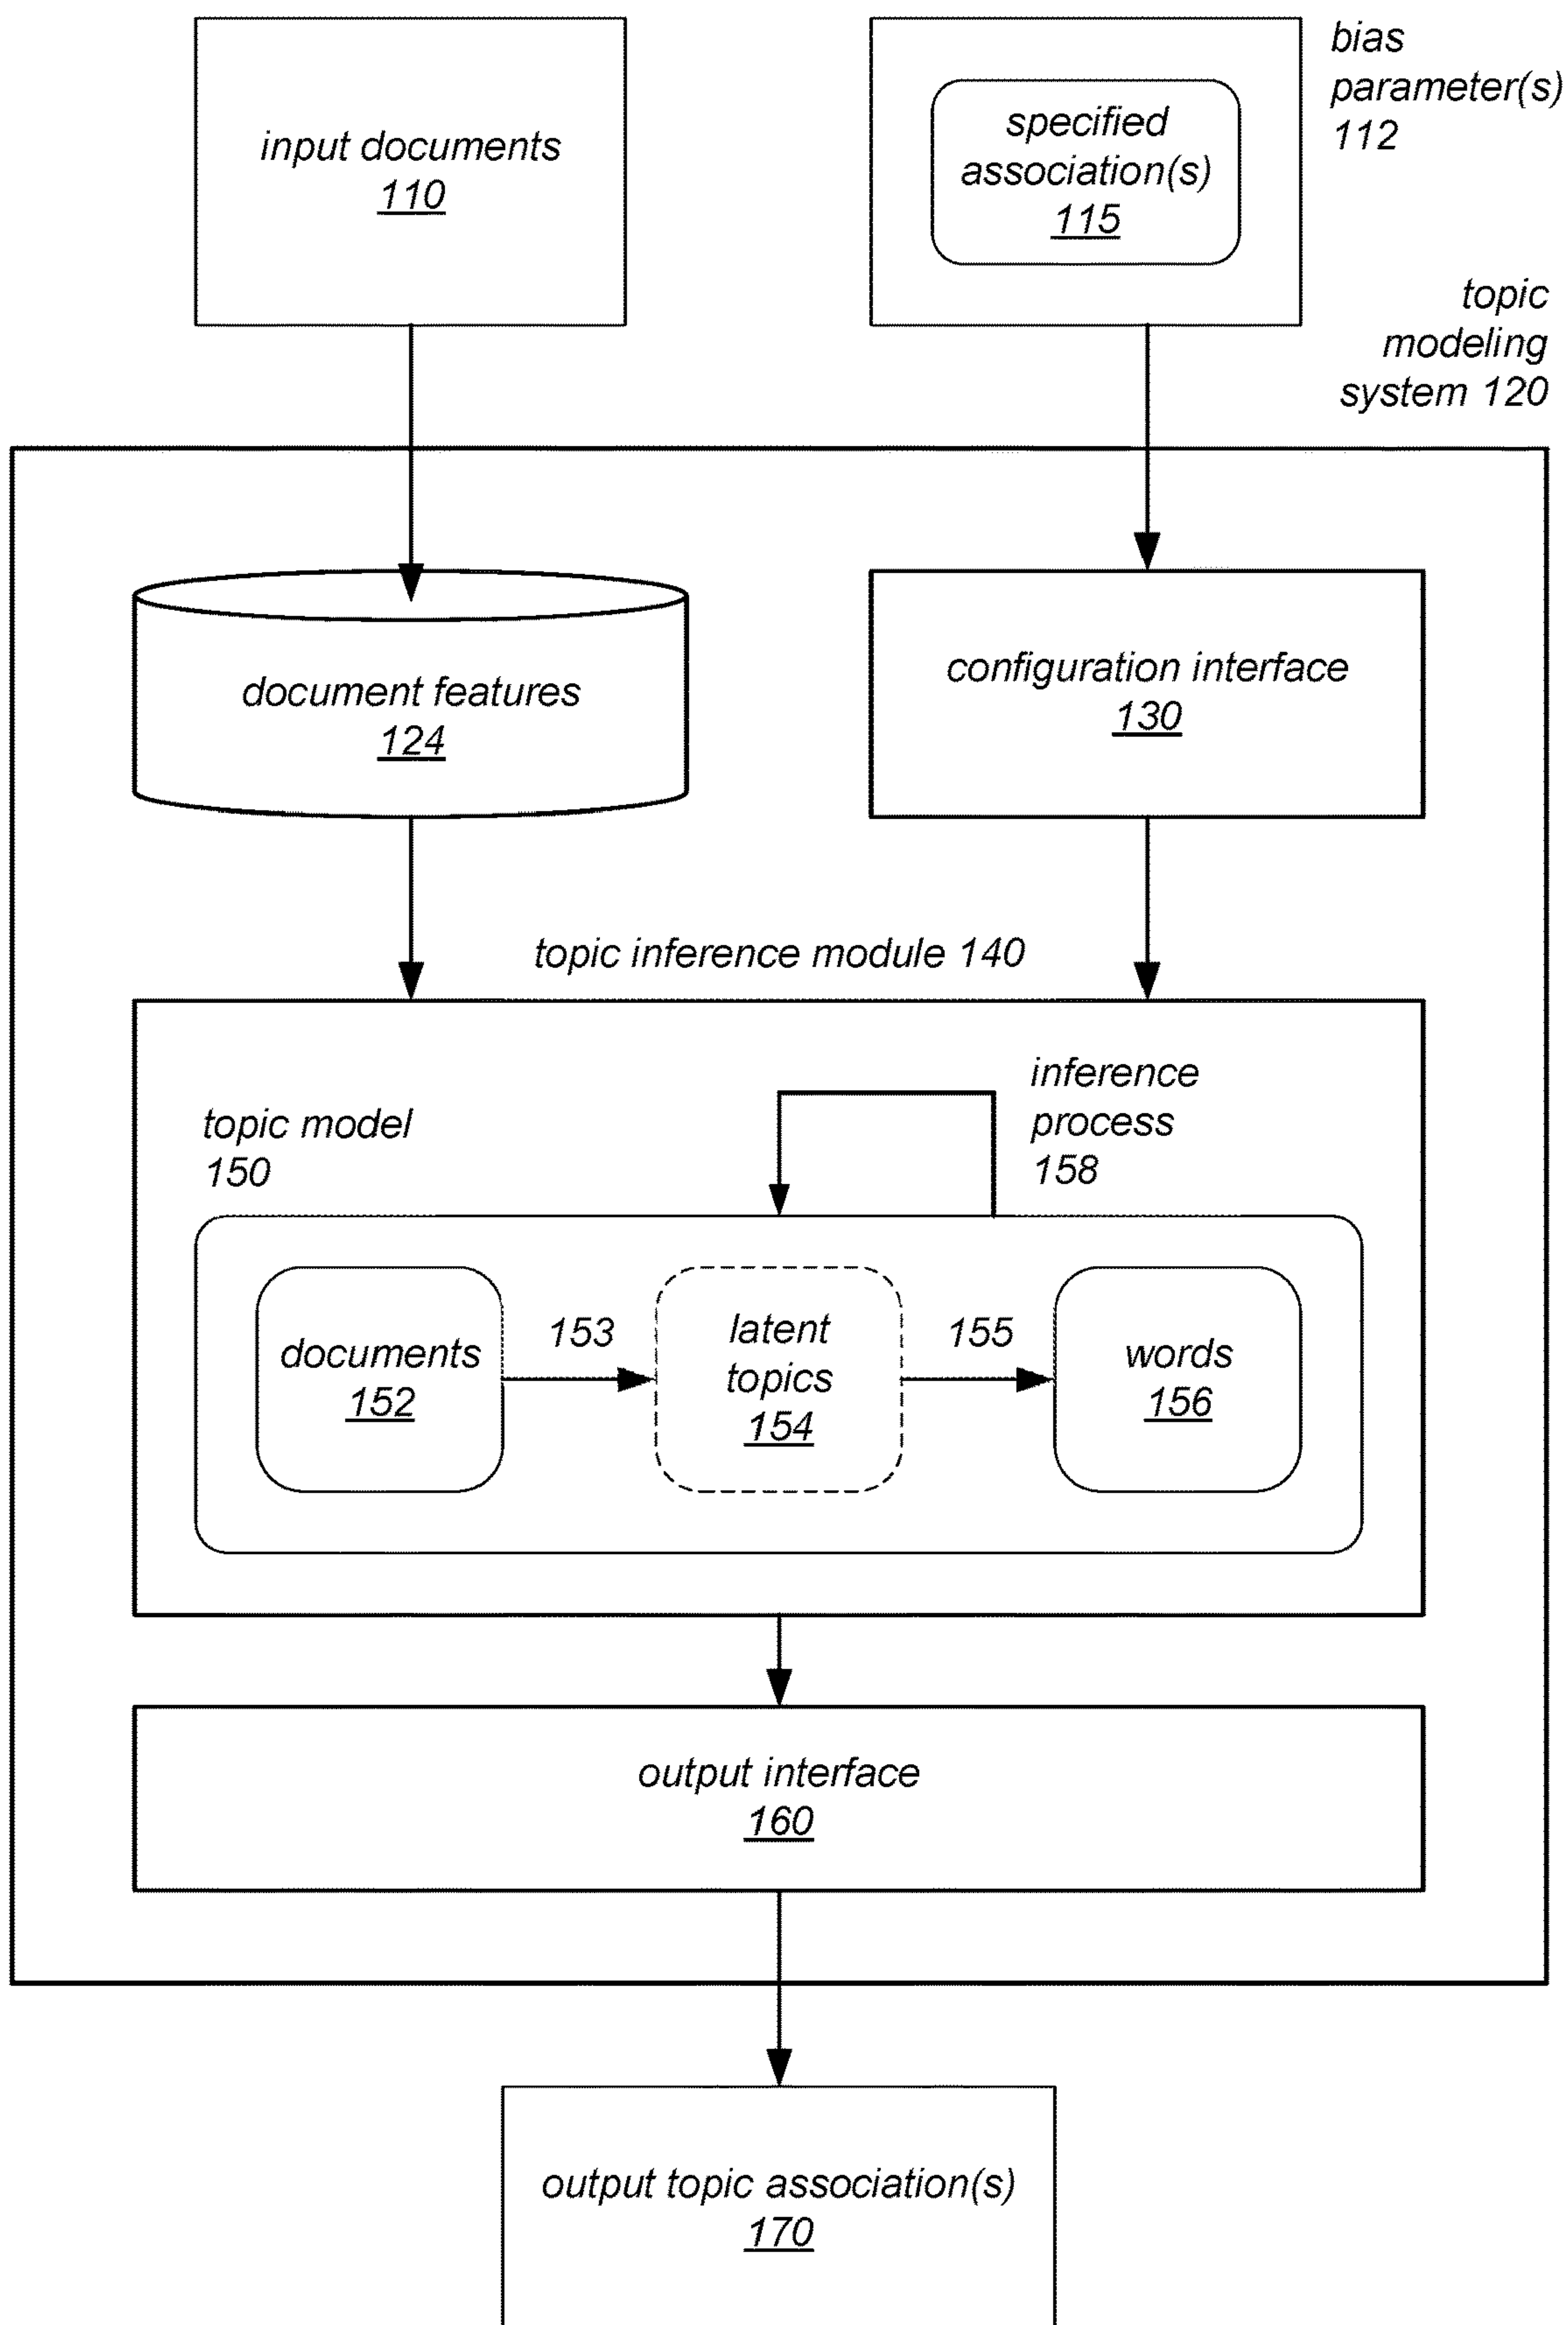 input documents
110
specified
association(s)
115
bias
parameter(s)
112
topic
modeling
system 120
document features
124
configuration interface
130
topic inference module 140
topic model
150
inference
process
158
documents
152
153
latent
topics
154
155
words
156
output interface
160
output topic association(s)
170